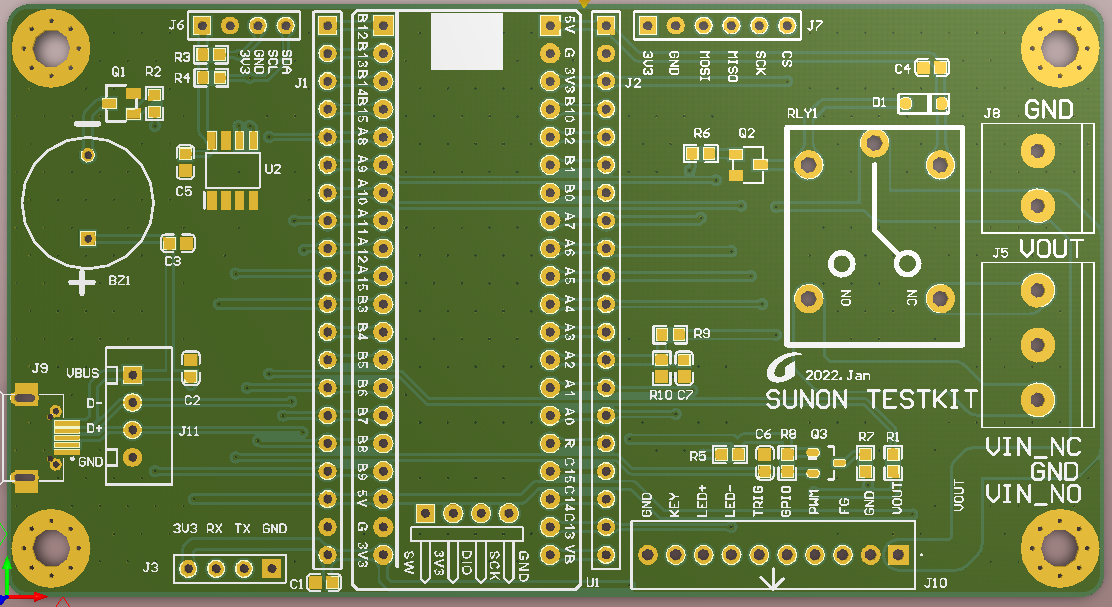 J6
3V3
GND
SCL
SDA
R3
R4
Q1
R2
C5
U2
C3
BZ1
J1
B12
B13
B14
B15
A8
A9
A10
A11
A12
A15
B3
B4
B5
B6
B7
B8
B9
5V
G
3V3
5V
G
3V3
B10
B2
B1
B0
A7
A6
A5
A4
A3
A2
A1
A0
R
C15
C14
C13
VB
J2
J7
3V3
GND
MOSI
MISO
SCK
CS
C4
D1
RLY1
R6
Q2
NO
NC
J8
GND
VOUT
J5
R9
R10
C7
2022.Jan
SUNON TESTKIT
VIN_NC
GND
VIN_NO
J9
VBUS
D-
D+
GND
J11
C2
R5
C6
R8
Q3
R7
R1
GND
KEY
LED+
LED-
TRIG
GPIO
PWM
FG
GND
VOUT
VOUT
3V3 RX TX GND
J3
C1
SW
3V3
DIO
SCK
GND
U1
J10